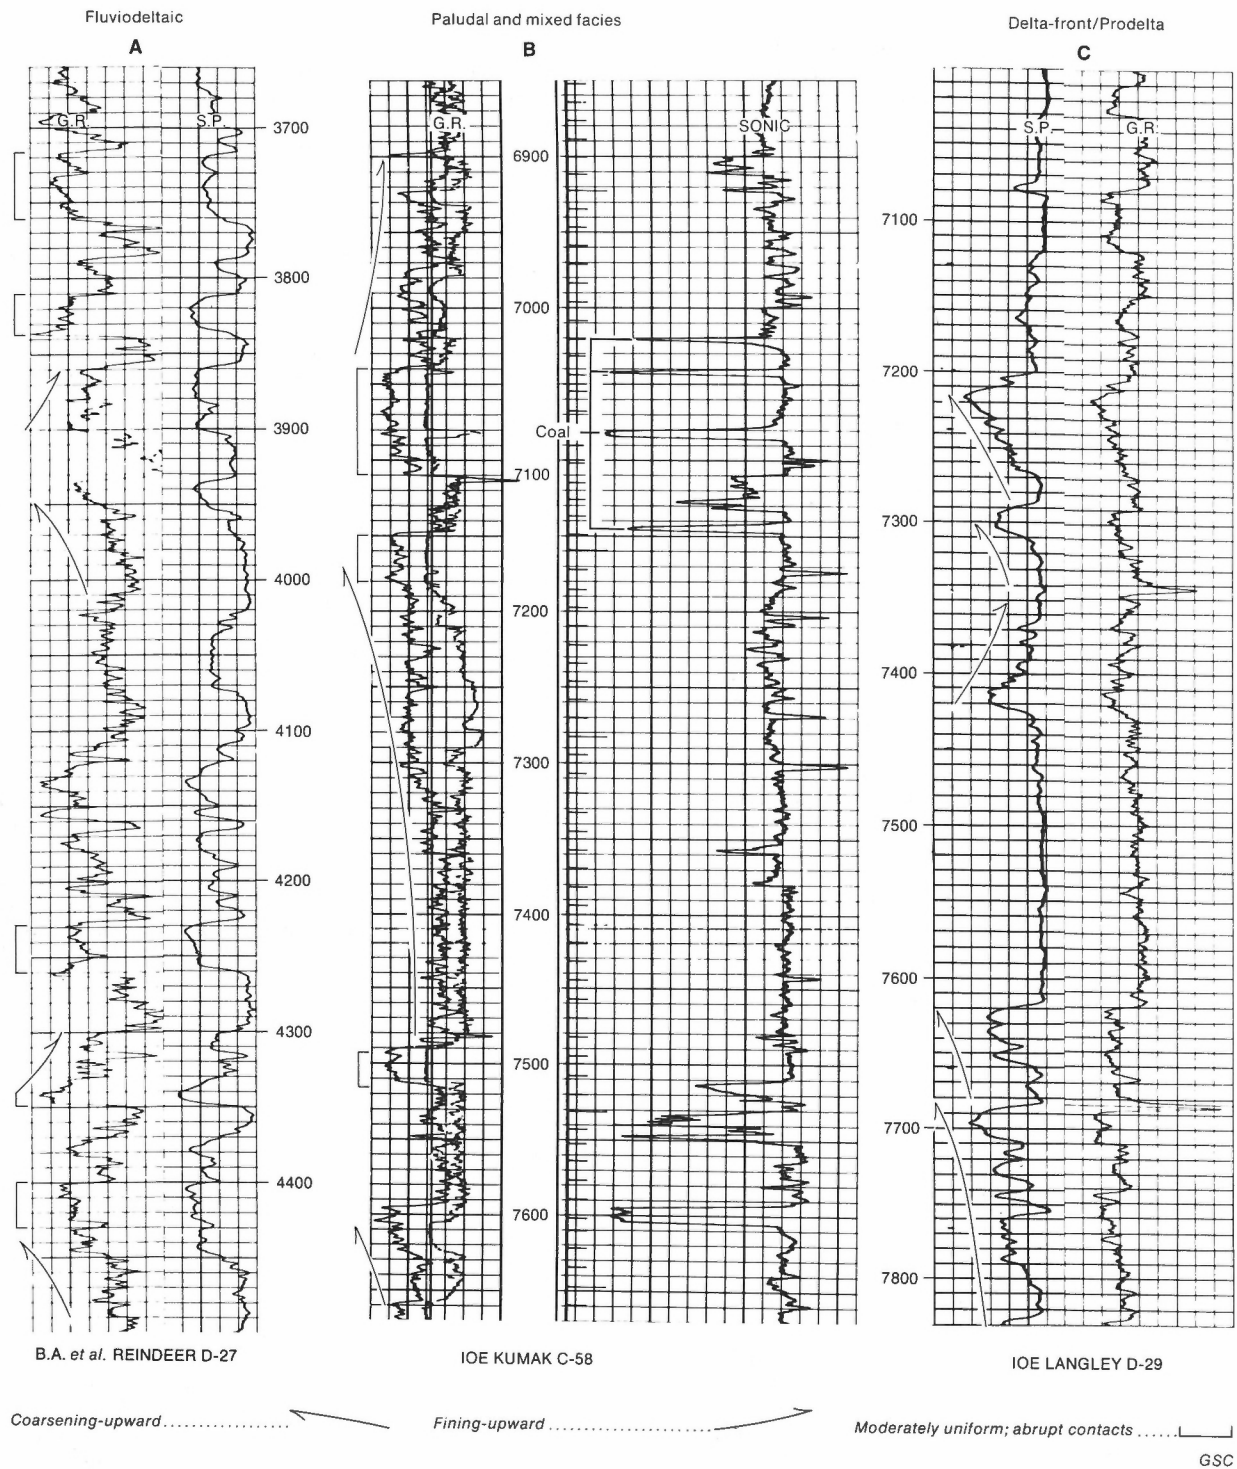 Fluviodeltaic
A
Paludal and mixed facies
B
Delta-front/Prodelta
C
G.R.
S.P.
3700
3800
3900
4000
4100
4200
4300
4400
G.R.
SONIC
6900
7000
Coal
7100
7200
7300
7400
7500
7600
S.P.
G.R.
7100
7200
7300
7400
7500
7600
7700
7800
B.A. et al. REINDEER D-27
IOE KUMAK C-58
IOE LANGLEY D-29
Coarsening-upward
Fining-upward
Moderately uniform; abrupt contacts
GSC